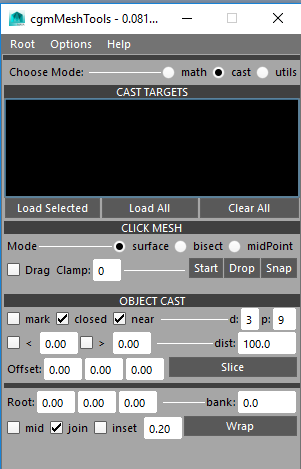 cgmMeshTools - 0.081...
Root Options Help
Choose Mode: math cast utils
CAST TARGETS
Load Selected Load All Clear All
CLICK MESH
Mode surface bisect midPoint
Drag Clamp: 0 Start Drop Snap
OBJECT CAST
mark closed near d: 3 p: 9
< 0.00 > 0.00 dist: 100.0
Offset: 0.00 0.00 0.00 Slice
Root: 0.00 0.00 0.00 bank: 0.0
mid join inset 0.20 Wrap